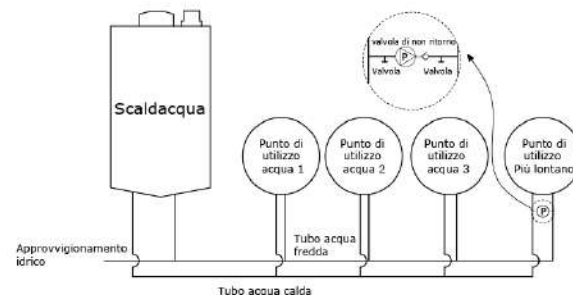 valvola di non ritorno
P
Valvola
Valvola
Scaldacqua
Punto di
utilizzo
acqua 1
Punto di
utilizzo
acqua 2
Punto di
utilizzo
acqua 3
Punto di
utilizzo
Più lontano
P
Approvvigionamento
idrico
Tubo acqua
fredda
Tubo acqua calda